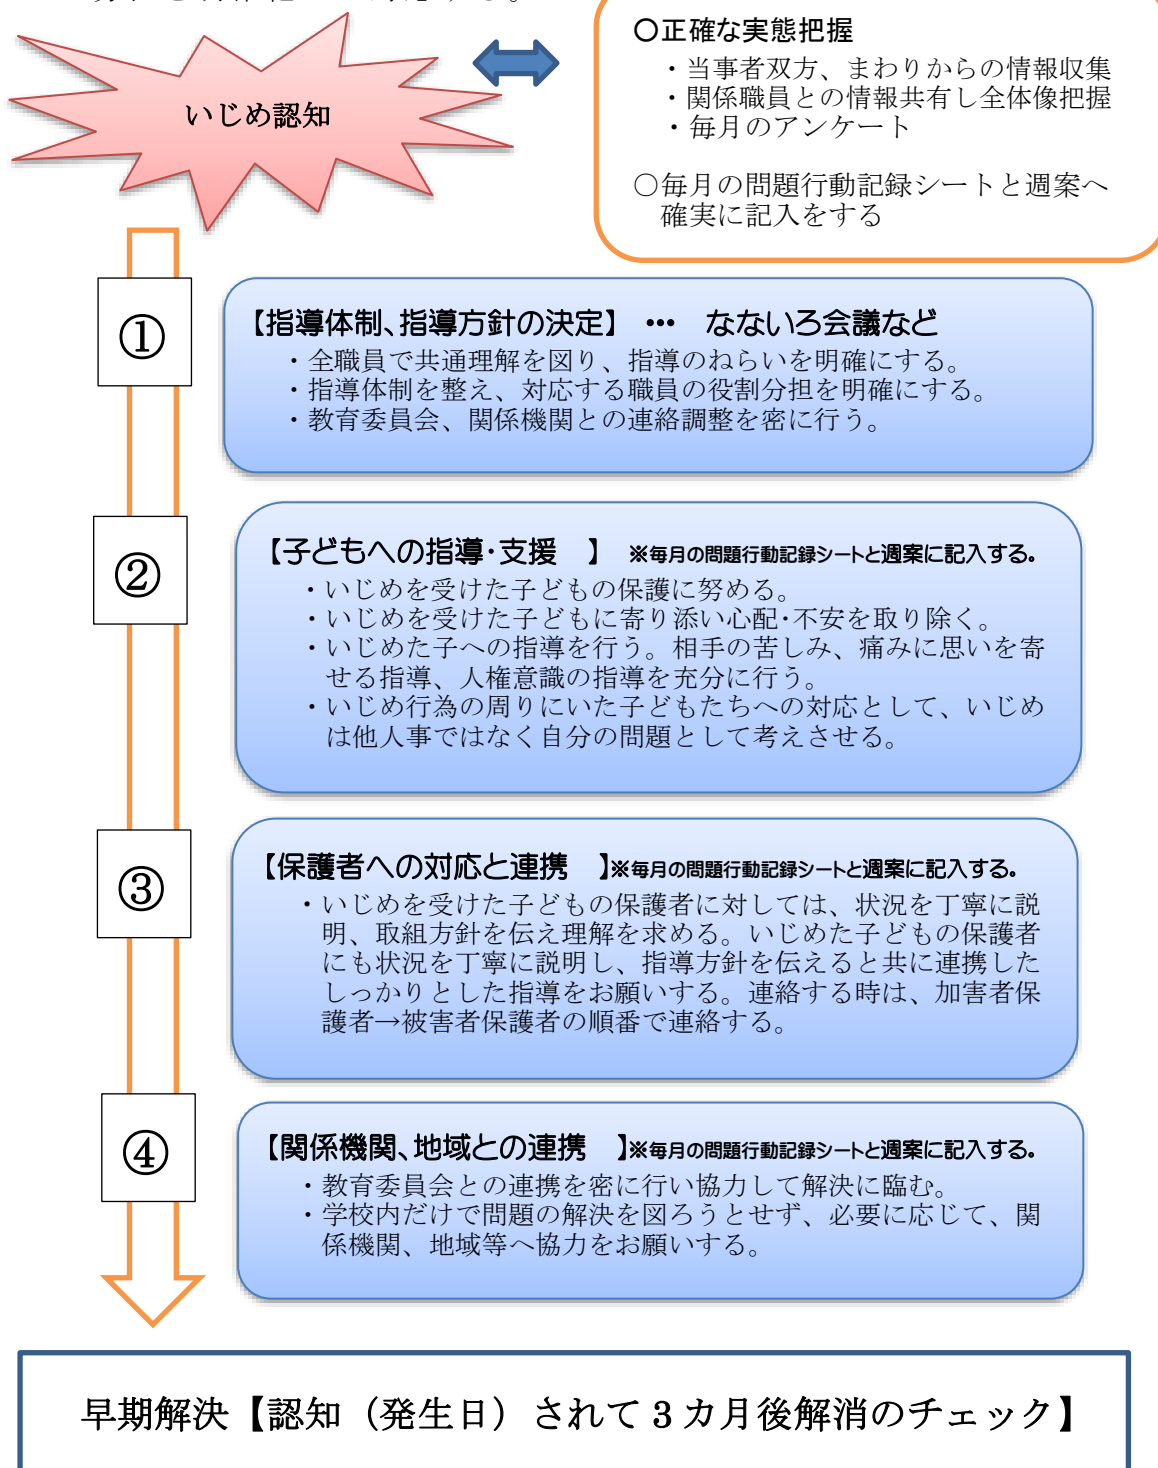 いじめ認知
〇正確な実態把握
・当事者双方、まわりからの情報収集
・関係職員との情報共有し全体像把握
・毎月のアンケート
〇毎月の問題行動記録シートと週案へ
確実に記入をする
①
【指導体制、指導方針の決定】 … なないろ会議など
・全職員で共通理解を図り、指導のねらいを明確にする。
・指導体制を整え、対応する職員の役割分担を明確にする。
・教育委員会、関係機関との連絡調整を密に行う。
②
【子どもへの指導・支援 】 ※毎月の問題行動記録シートと週案に記入する。
・いじめを受けた子どもの保護に努める。
・いじめを受けた子どもに寄り添い心配・不安を取り除く。
・いじめた子への指導を行う。相手の苦しみ、痛みに思いを寄
せる指導、人権意識の指導を充分に行う。
・いじめ行為の周りにいた子どもたちへの対応として、いじめ
は他人事ではなく自分の問題として考えさせる。
③
【保護者への対応と連携 】※毎月の問題行動記録シートと週案に記入する。
・いじめを受けた子どもの保護者に対しては、状況を丁寧に説
明、取組方針を伝え理解を求める。いじめた子どもの保護者
にも状況を丁寧に説明し、指導方針を伝えると共に連携した
しっかりとした指導をお願いする。連絡する時は、加害者保
護者→被害者保護者の順番で連絡する。
④
【関係機関、地域との連携 】※毎月の問題行動記録シートと週案に記入する。
・教育委員会との連携を密に行い協力して解決に臨む。
・学校内だけで問題の解決を図ろうとせず、必要に応じて、関
係機関、地域等へ協力をお願いする。
早期解決【認知（発生日）されて３カ月後解消のチェック】